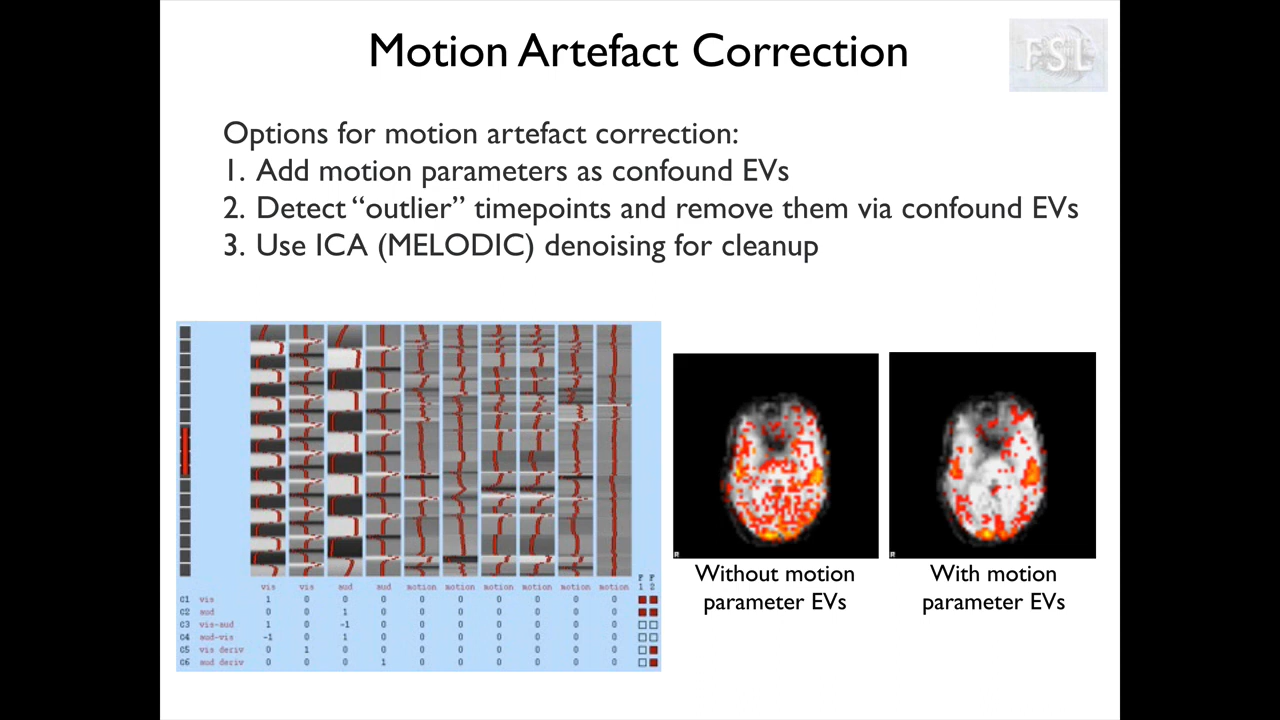 Motion Artefact Correction
FSL
Options for motion artefact correction:
1. Add motion parameters as confound EVs
2. Detect “outlier” timepoints and remove them via confound EVs
3. Use ICA (MELODIC) denoising for cleanup
R
R
Without motion
parameter EVs
With motion
parameter EVs
F F
vis vis aud aud motion motion motion motion motion motion 1 2
C1 vis 1 0 0 0 0 0 0 0 0 0
C2 aud 0 0 1 0 0 0 0 0 0 0
C3 vis-aud 1 0 -1 0 0 0 0 0 0 0
C4 aud-vis -1 0 1 0 0 0 0 0 0 0
C5 vis deriv 0 1 0 0 0 0 0 0 0 0
C6 aud deriv 0 0 0 1 0 0 0 0 0 0